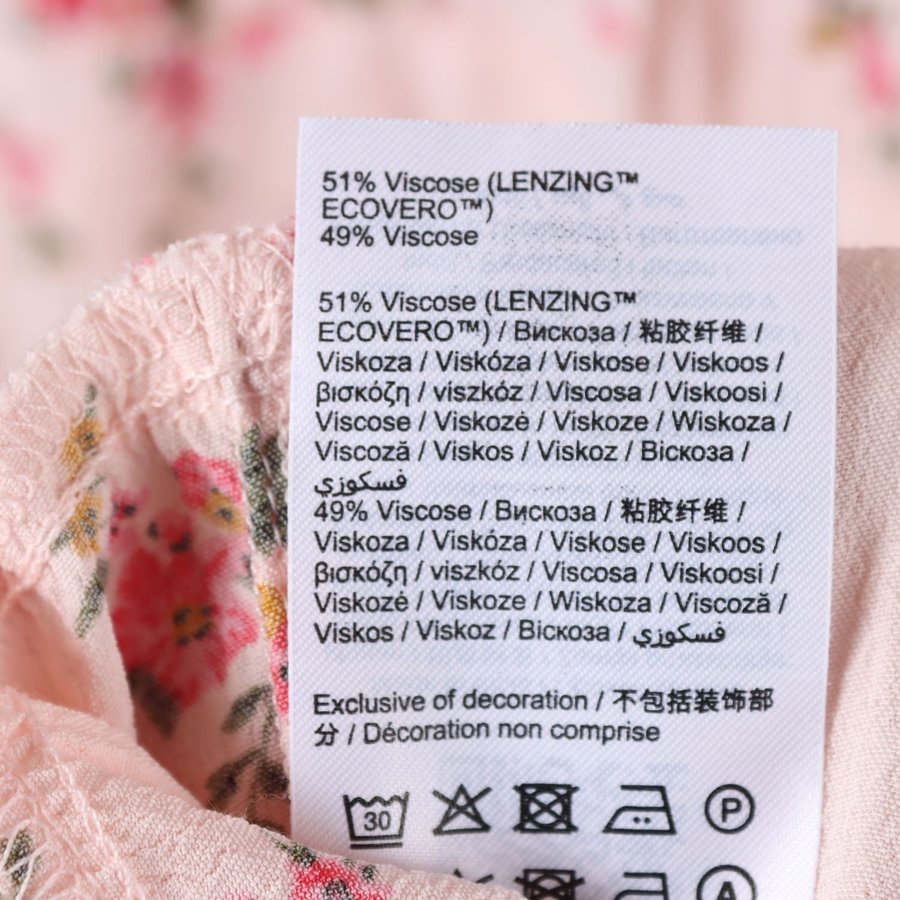 51% Viscose (LENZING™
ECOVERO™)
49% Viscose
51% Viscose (LENZING™
ECOVERO™) / Вискоза / 粘胶纤维 /
Viskoza / Viskóza / Viskose / Viskoos /
βισκόζη / viszkóz / Viscosa / Viskoosi /
Viscose / Viskozė / Viskoze / Wiskoza /
Viscoză / Viskos / Viskoz / Віскоза /
فسكوزي
49% Viscose / Вискоза / 粘胶纤维 /
Viskoza / Viskóza / Viskose / Viskoos /
βισκόζη / viszkóz / Viscosa / Viskoosi /
Viskozė / Viskoze / Wiskoza / Viscoză /
Viskos / Viskoz / Віскоза / فسكوزي
Exclusive of decoration / 不包括装饰部
分 / Décoration non comprise
30 P
A